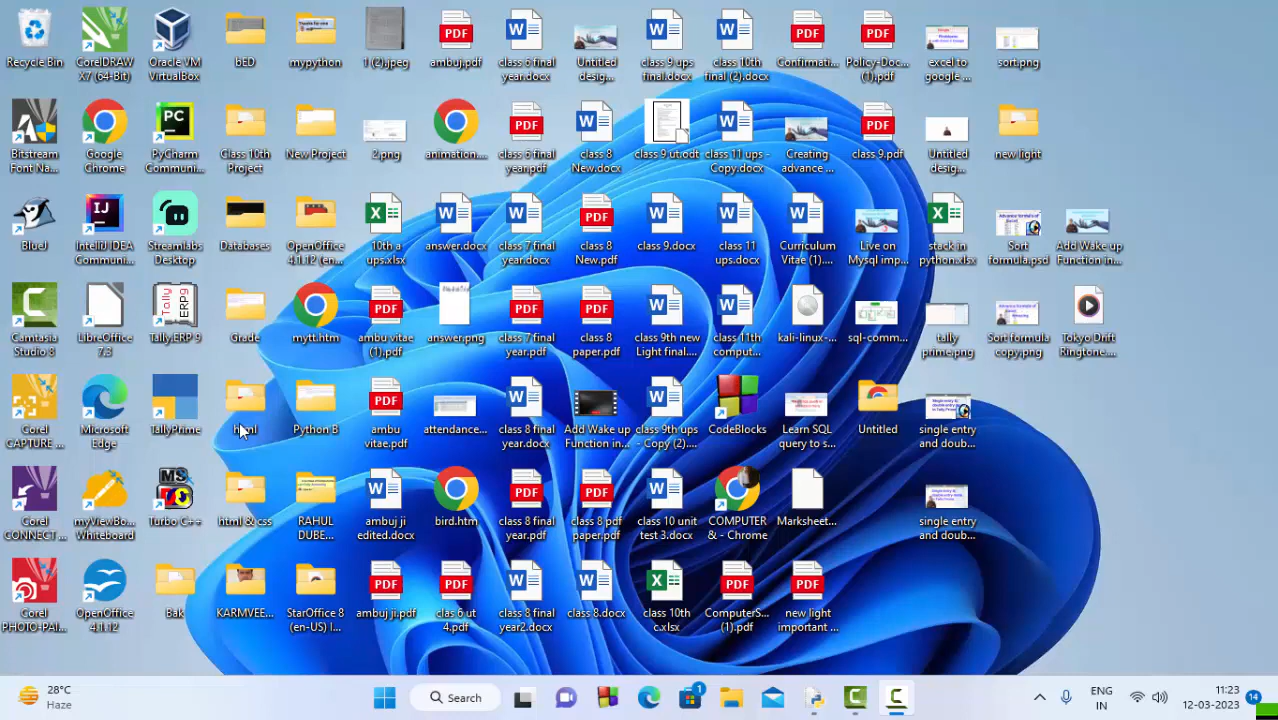 Recycle Bin
CorelDRAW X7 (64-Bit)
Oracle VM VirtualBox
bED
mypython
1 (2).jpeg
ambuj.pdf
class 6 final year.docx
Untitled desig...
class 9 ups final.docx
class 10th final (2).docx
Confirmati...
Policy-Doc... (1).pdf
excel to google ...
sort.png
Bitstream Font Na...
Google Chrome
PyCharm Communi...
Class 10th Project
New Project
2.png
animation....
class 6 final year.pdf
class 8 New.docx
class 9 ut.odt
class 11 ups - Copy.docx
Creating advance ...
class 9.pdf
Untitled desig...
new light
BlueJ
IntelliJ IDEA Communi...
Streamlabs Desktop
Databases
OpenOffice 4.1.12 (en...
10th a ups.xlsx
answer.docx
class 7 final year.docx
class 8 New.pdf
class 9.docx
class 11 ups.docx
Curriculum Vitae (1)....
Live on Mysql imp...
stack in python.xlsx
Sort formula.psd
Add Wake up Function in...
Camtasia Studio 8
LibreOffice 7.3
Tally.ERP 9
Grade
mytt.htm
ambu vitae (1).pdf
answer.png
class 7 final year.pdf
class 8 paper.pdf
class 9th new Light final....
class 11th comput...
kali-linux-...
sql-comm...
tally prime.png
Sort formula copy.png
Tokyo Drift Ringtone....
Corel CAPTURE ...
Microsoft Edge
TallyPrime
html
Python B
ambu vitae.pdf
attendance...
class 8 final year.docx
Add Wake up Function in...
class 9th ups - Copy (2)....
CodeBlocks
Learn SQL query to s...
Untitled
single entry and doub...
Corel CONNECT ...
myViewBo... Whiteboard
Turbo C++
html & css
RAHUL DUBE...
ambuj ji edited.docx
bird.htm
class 8 final year.pdf
class 8 pdf paper.pdf
class 10 unit test 3.docx
COMPUTER & - Chrome
Marksheet...
single entry and doub...
Corel PHOTO-PAI...
OpenOffice 4.1.12
Bak
KARMVEE...
StarOffice 8 (en-US) I...
ambuj ji.pdf
clas 6 ut 4.pdf
class 8 final year2.docx
class 8.docx
class 10th c.xlsx
ComputerS... (1).pdf
new light important ...
28°C
Haze
Search
ENG
IN
11:23
12-03-2023
14